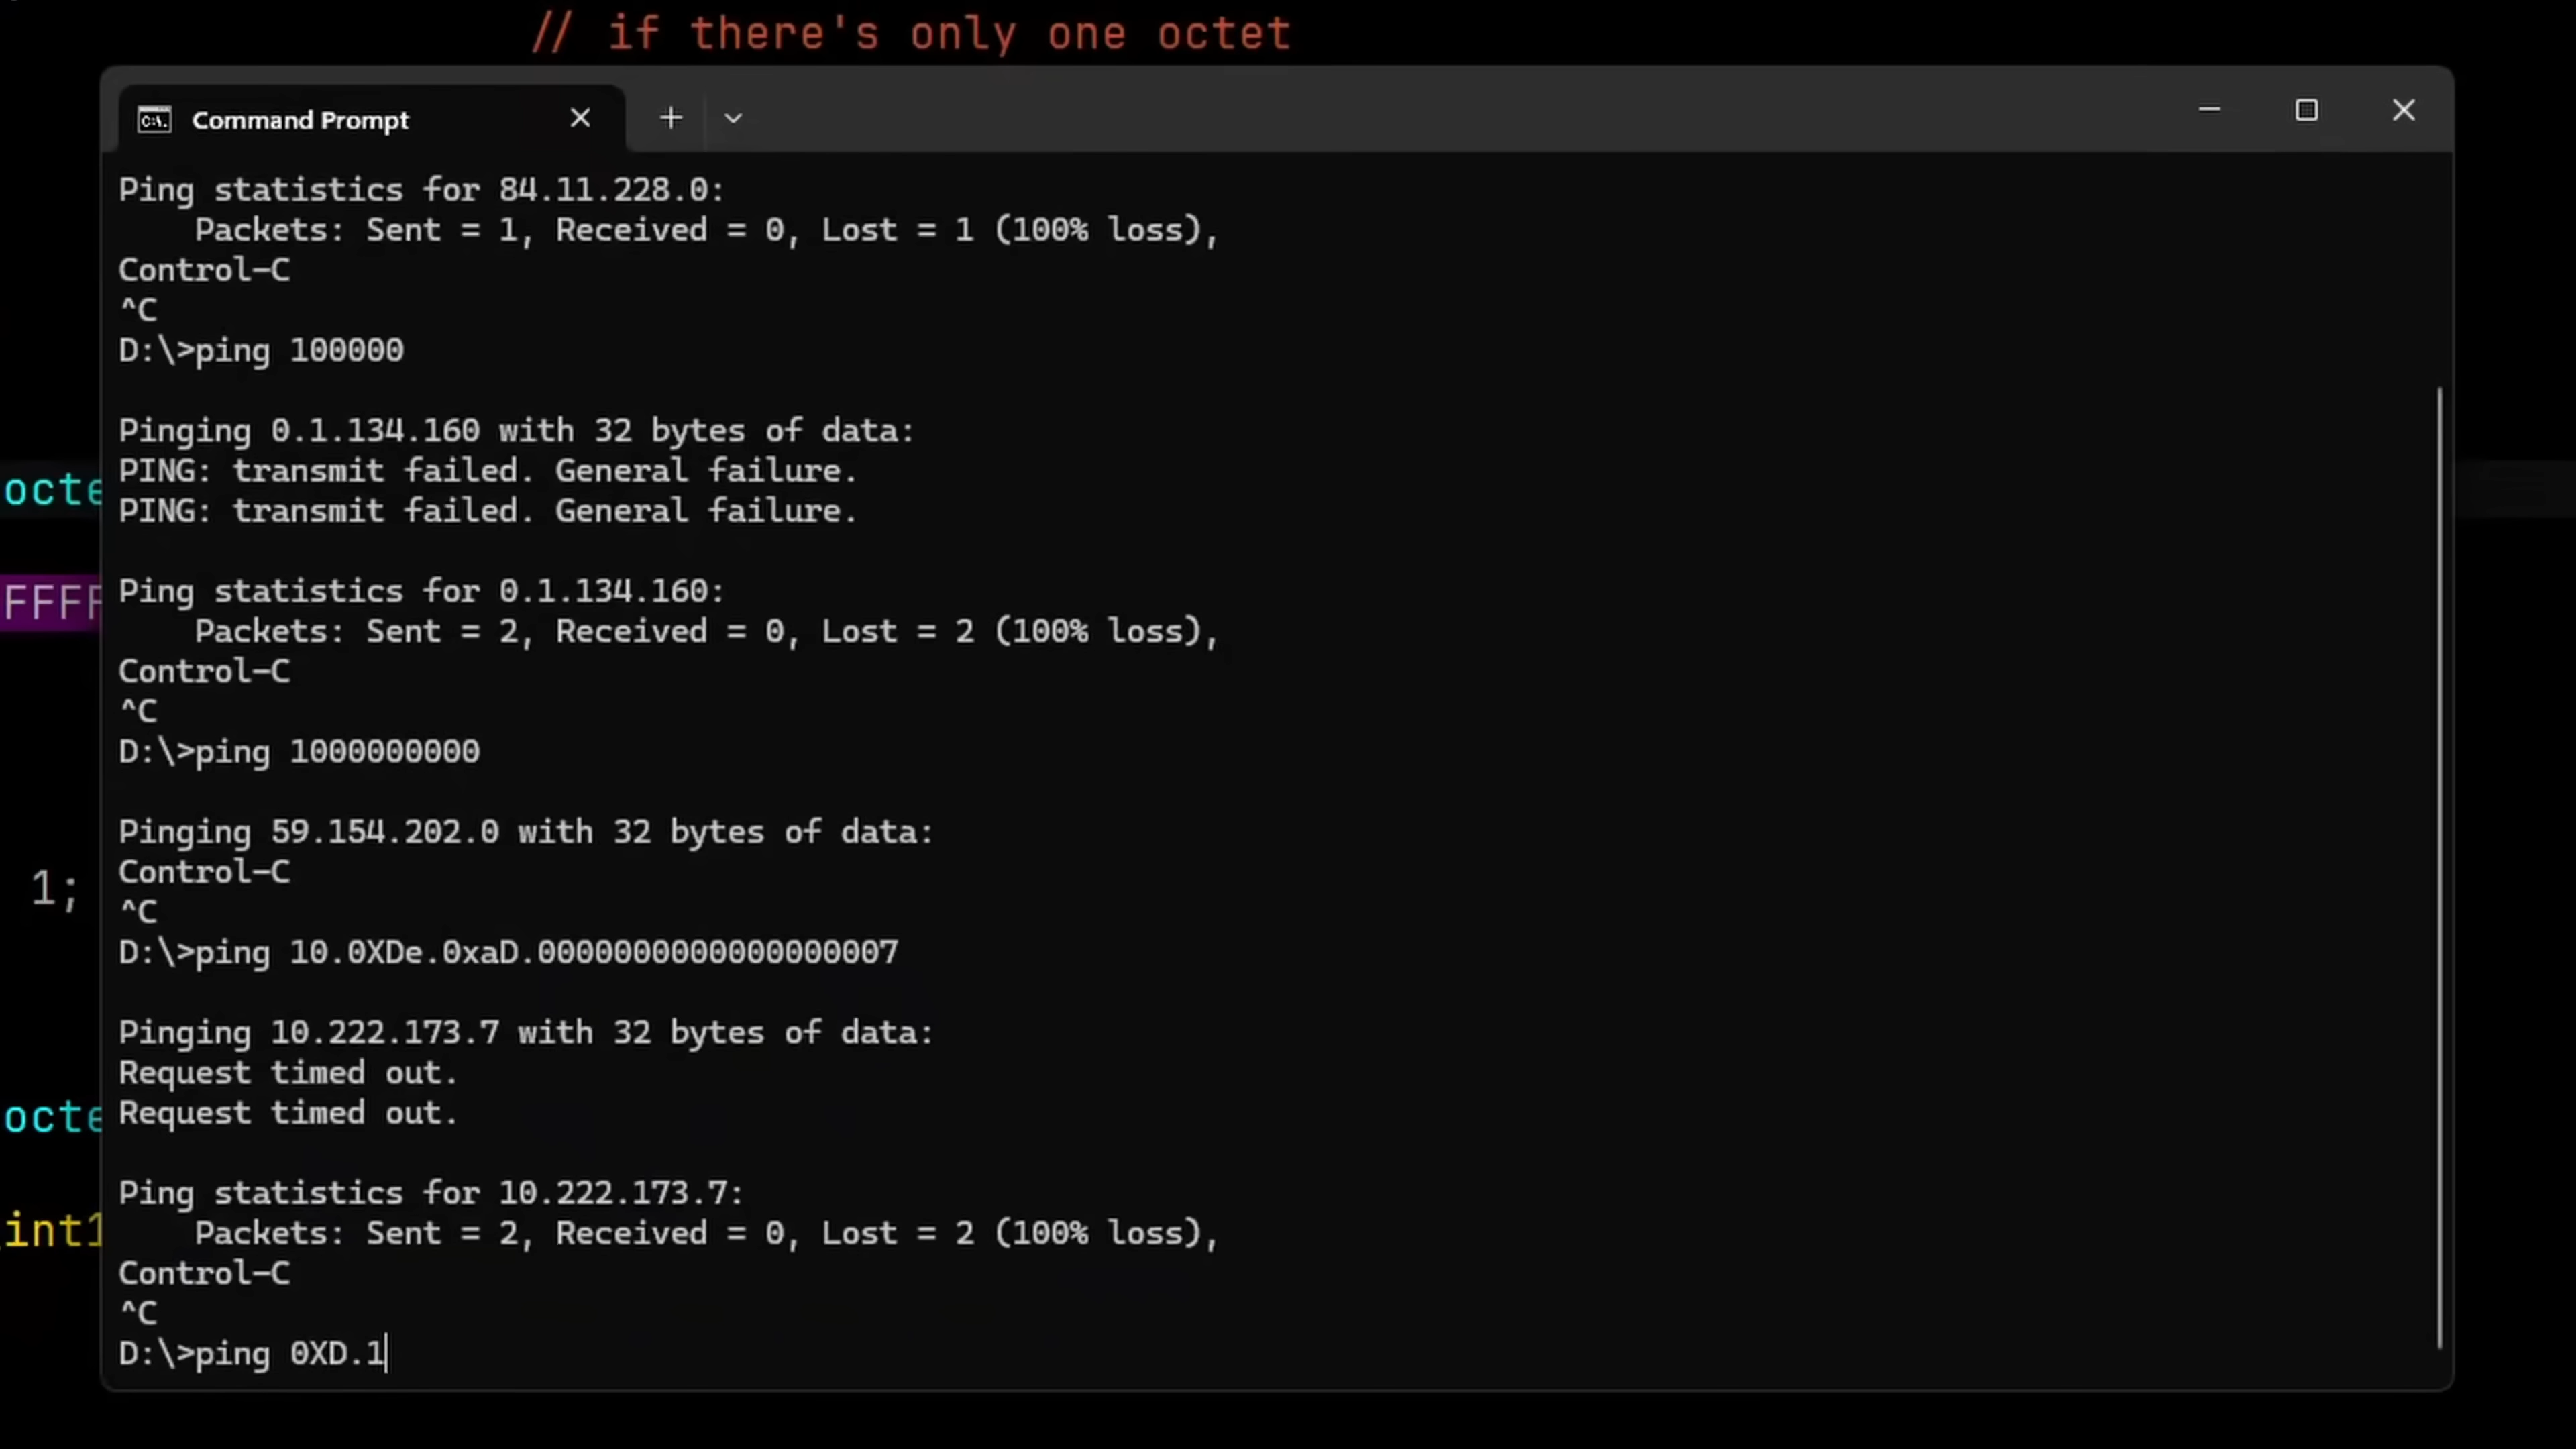 // if there's only one octet
Command Prompt
Ping statistics for 84.11.228.0:
Packets: Sent = 1, Received = 0, Lost = 1 (100% loss),
Control-C
^C
D:\>ping 100000
Pinging 0.1.134.160 with 32 bytes of data:
octe
PING: transmit failed. General failure.
PING: transmit failed. General failure.
FFFF
Ping statistics for 0.1.134.160:
Packets: Sent = 2, Received = 0, Lost = 2 (100% loss),
Control-C
^C
D:\>ping 1000000000
Pinging 59.154.202.0 with 32 bytes of data:
1;
Control-C
^C
D:\>ping 10.0XDe.0xaD.0000000000000000007
Pinging 10.222.173.7 with 32 bytes of data:
Request timed out.
octe
Request timed out.
Ping statistics for 10.222.173.7:
int1
Packets: Sent = 2, Received = 0, Lost = 2 (100% loss),
Control-C
^C
D:\>ping 0XD.1